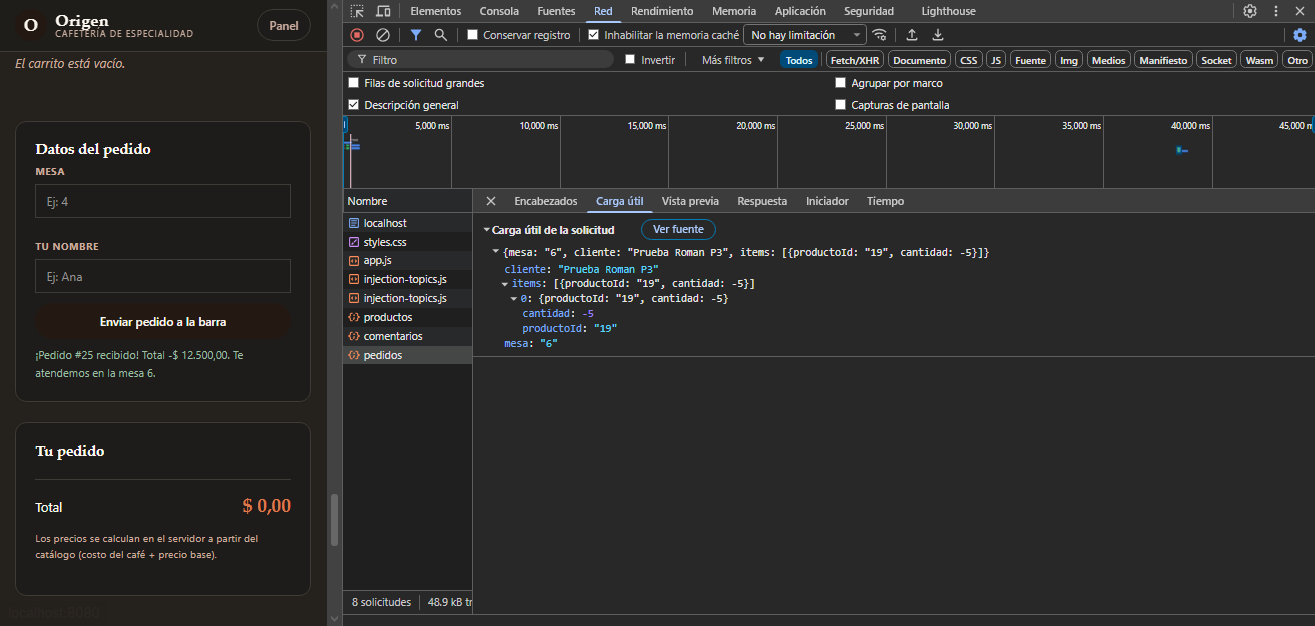 Origen
CAFETERÍA DE ESPECIALIDAD
Panel
El carrito está vacío.
Datos del pedido
MESA
Ej: 4
TU NOMBRE
Ej: Ana
Enviar pedido a la barra
¡Pedido #25 recibido! Total -$ 12.500,00. Te
atendemos en la mesa 6.
Tu pedido
Total
$ 0,00
Los precios se calculan en el servidor a partir del
catálogo (costo del café + precio base).
localhost:8080
Elementos Consola Fuentes Red Rendimiento Memoria Aplicación Seguridad Lighthouse
Conservar registro Inhabilitar la memoria caché No hay limitación
Filtro Invertir Más filtros Todos Fetch/XHR Documento CSS JS Fuente Img Medios Manifiesto Socket Wasm Otro
Filas de solicitud grandes Agrupar por marco
Descripción general Capturas de pantalla
5,000 ms 10,000 ms 15,000 ms 20,000 ms 25,000 ms 30,000 ms 35,000 ms 40,000 ms 45,000 m
Nombre
localhost
styles.css
app.js
injection-topics.js
injection-topics.js
productos
comentarios
pedidos
8 solicitudes 48.9 kB tr
Encabezados Carga útil Vista previa Respuesta Iniciador Tiempo
Carga útil de la solicitud Ver fuente
{mesa: "6", cliente: "Prueba Roman P3", items: [{productoId: "19", cantidad: -5}]}
cliente: "Prueba Roman P3"
items: [{productoId: "19", cantidad: -5}]
0: {productoId: "19", cantidad: -5}
cantidad: -5
productoId: "19"
mesa: "6"